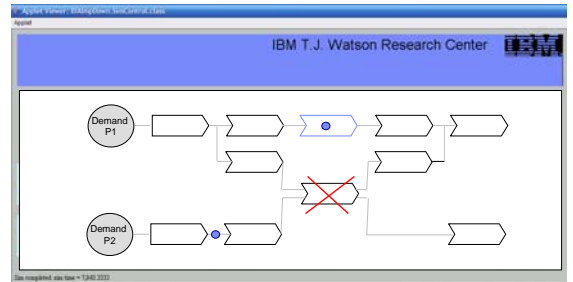 Applet
IBM T.J. Watson Research Center
IBM
Demand
P1
Demand
P2